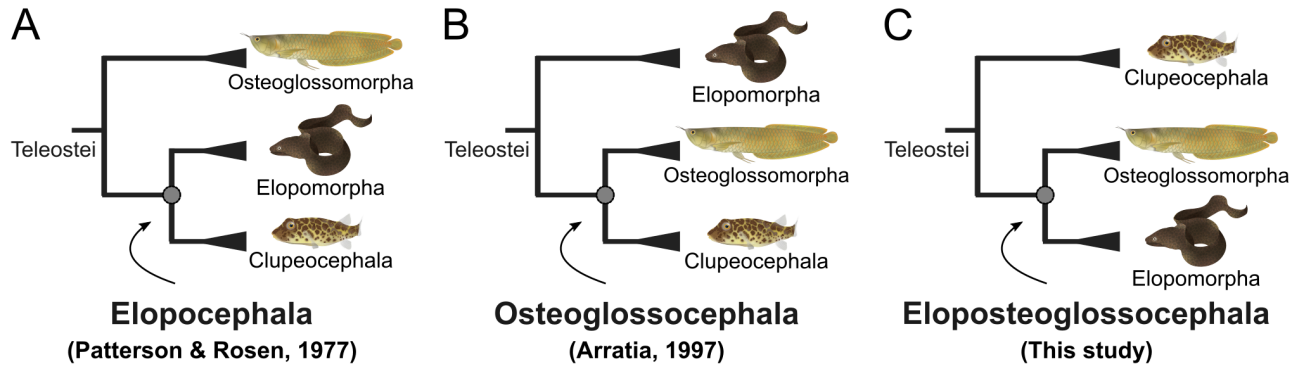 A
Osteoglossomorpha
Teleostei
Elopomorpha
Clupeocephala
Elopocephala
(Patterson & Rosen, 1977)
B
Elopomorpha
Teleostei
Osteoglossomorpha
Clupeocephala
Osteoglossocephala
(Arratia, 1997)
C
Clupeocephala
Teleostei
Osteoglossomorpha
Elopomorpha
Eloposteoglossocephala
(This study)